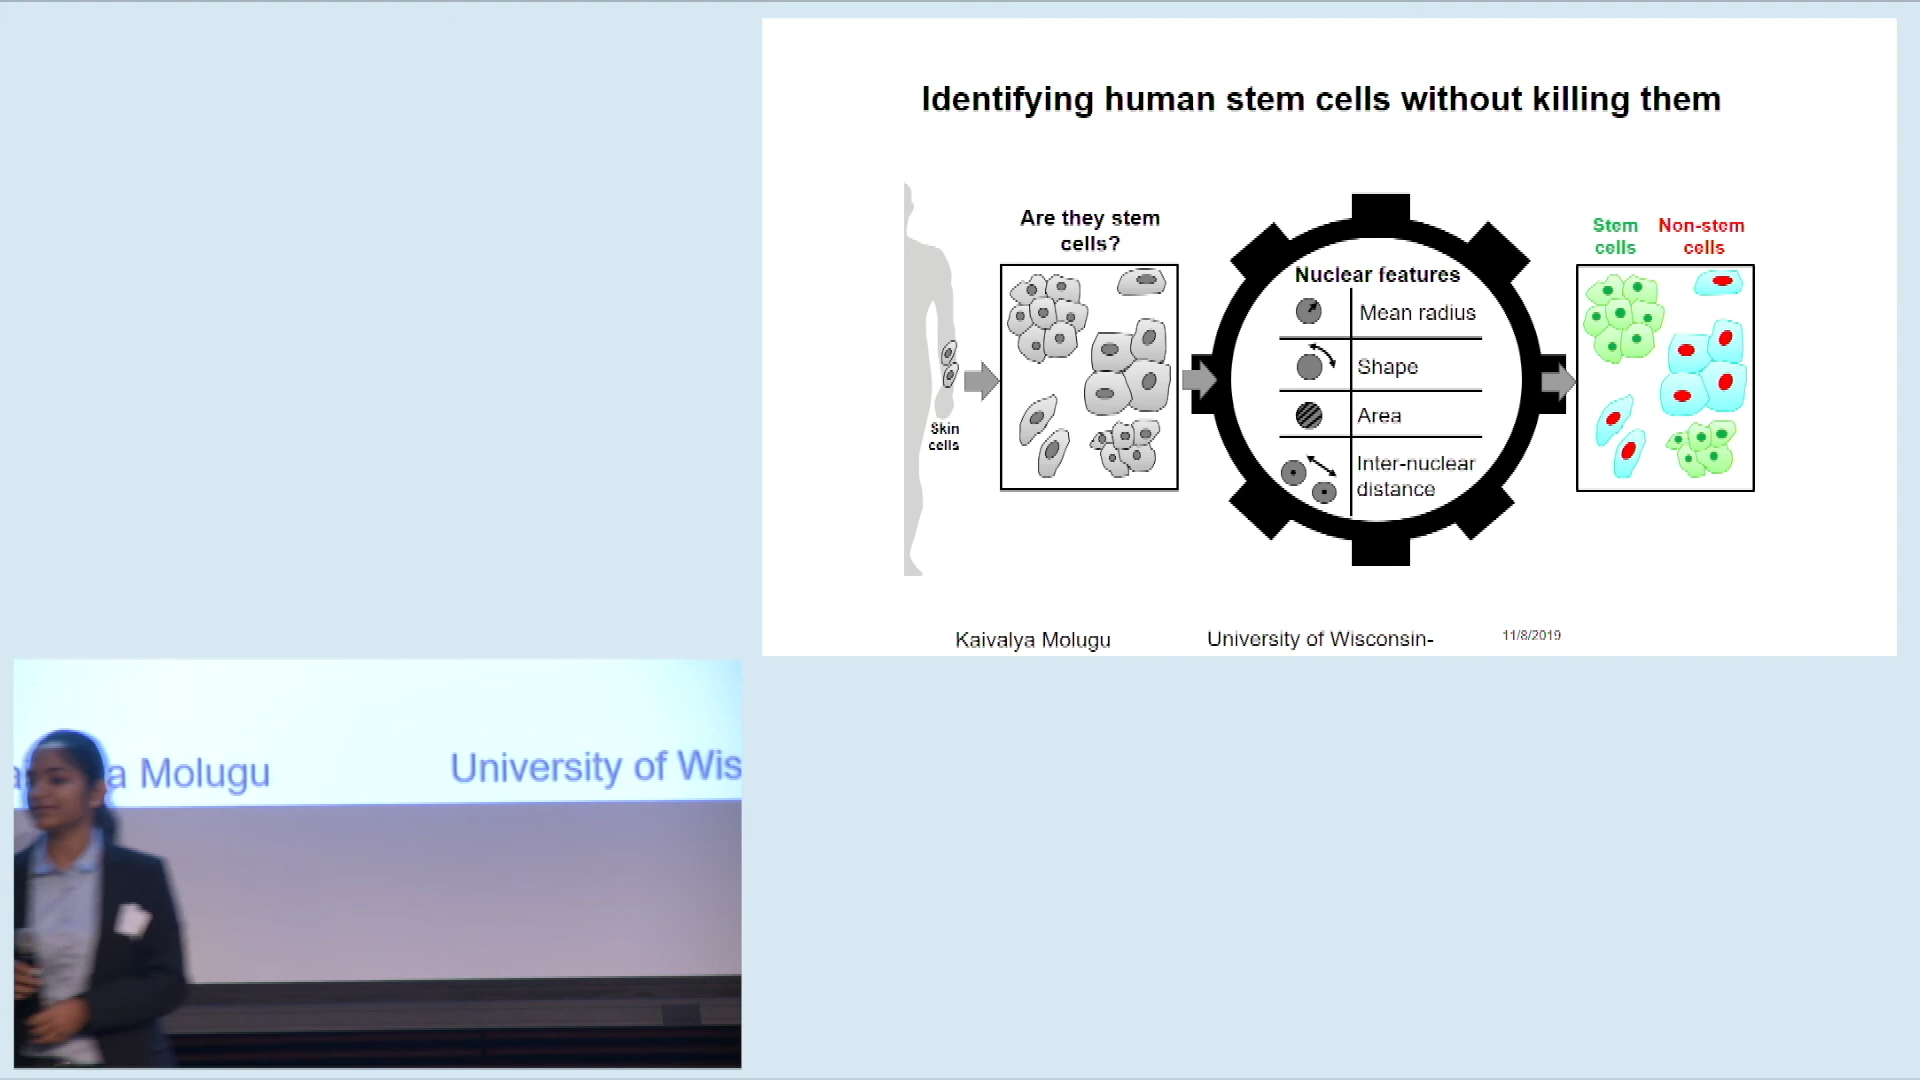 Identifying human stem cells without killing them
Are they stem
cells?
Skin
cells
Nuclear features
Mean radius
Shape
Area
Inter-nuclear
distance
Stem
cells
Non-stem
cells
Kaivalya Molugu
University of Wisconsin-
11/8/2019
a Molugu
University of Wis